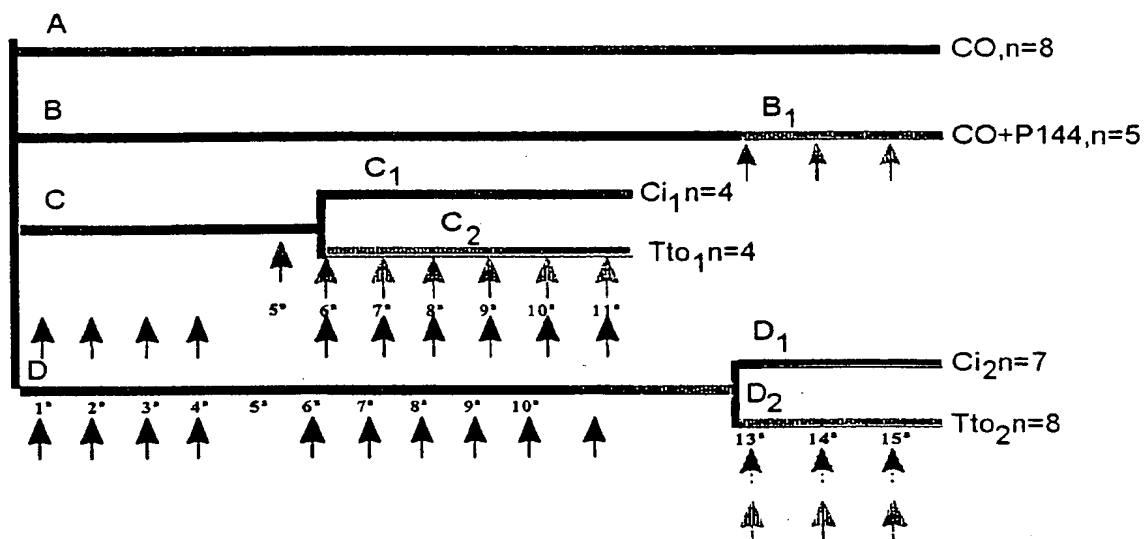 A
CO,n=8
B
B1
CO+P144,n=5
C
C1
Ci1n=4
C2
Tto1n=4
5ª 6ª 7ª 8ª 9ª 10ª 11ª
D
D1
Ci2n=7
D2
1ª 2ª 3ª 4ª 5ª 6ª 7ª 8ª 9ª 10ª
Tto2n=8
13ª 14ª 15ª